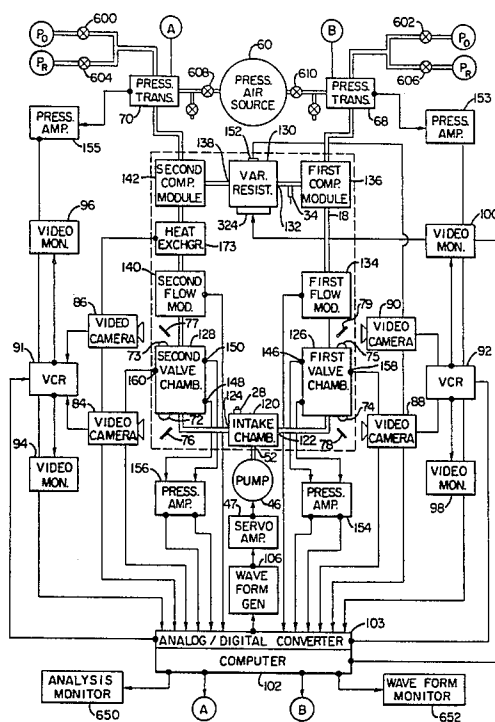 600
A
B
602
P0
PR
604
608
60
PRESS. AIR
SOURCE
610
606
P0
PR
PRESS.
TRANS.
70
PRESS.
TRANS.
68
153
PRESS.
AMP.
155
PRESS.
AMP.
152
130
138
142
SECOND
COMP.
MODULE
VAR.
RESIST.
FIRST
COMP.
MODULE
136
34
18
132
324
96
VIDEO
MON.
HEAT
EXCHGR.
173
100
VIDEO
MON.
140
SECOND
FLOW
MOD.
134
FIRST
FLOW
MOD.
86
VIDEO
CAMERA
77
79
90
VIDEO
CAMERA
91
73
128
150
126
75
92
VCR
SECOND
VALVE
CHAMB.
146
FIRST
VALVE
CHAMB.
158
VCR
160
148
28
84
124
120
74
88
VIDEO
CAMERA
72
INTAKE
CHAMB.
VIDEO
CAMERA
94
76
122
78
52
VIDEO
MON.
156
PRESS.
AMP.
PUMP
46
PRESS.
AMP.
154
VIDEO
MON.
98
47
SERVO
AMP.
106
WAVE
FORM
GEN
103
ANALOG / DIGITAL CONVERTER
COMPUTER
ANALYSIS
MONITOR
102
WAVE FORM
MONITOR
650
A
B
652